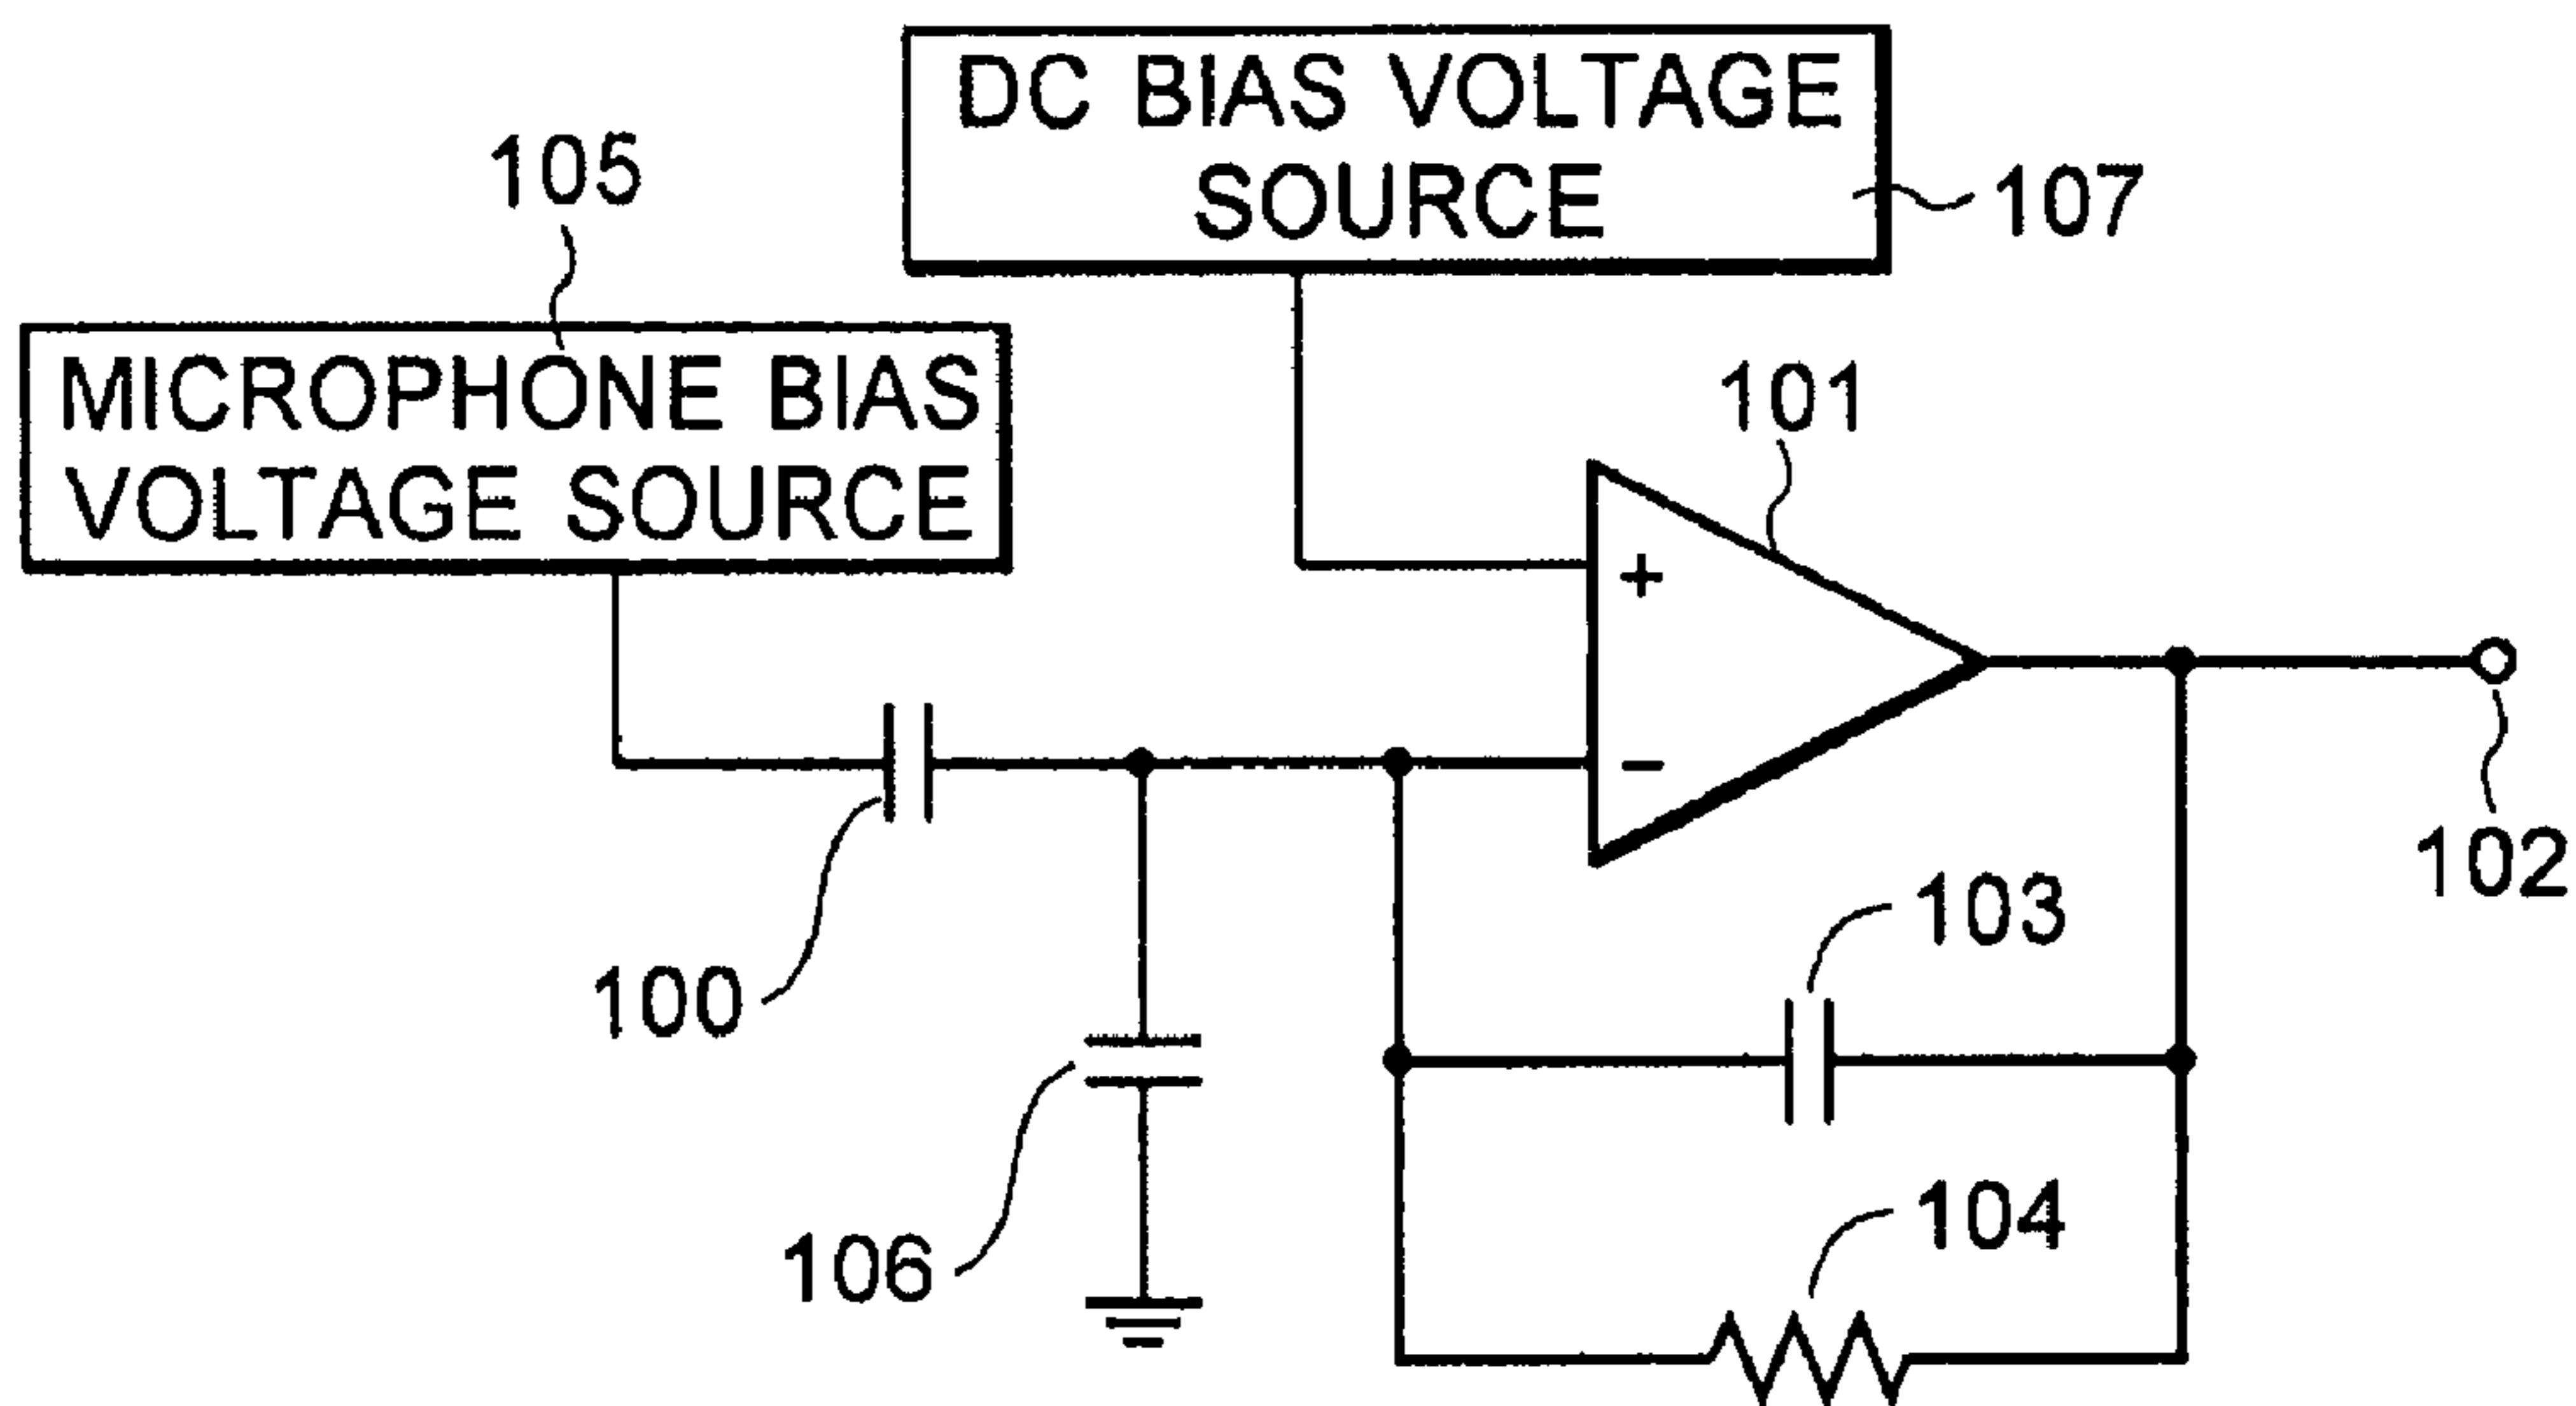 DC BIAS VOLTAGE
SOURCE
107
105
MICROPHONE BIAS
VOLTAGE SOURCE
101
+
−
102
100
103
106
104